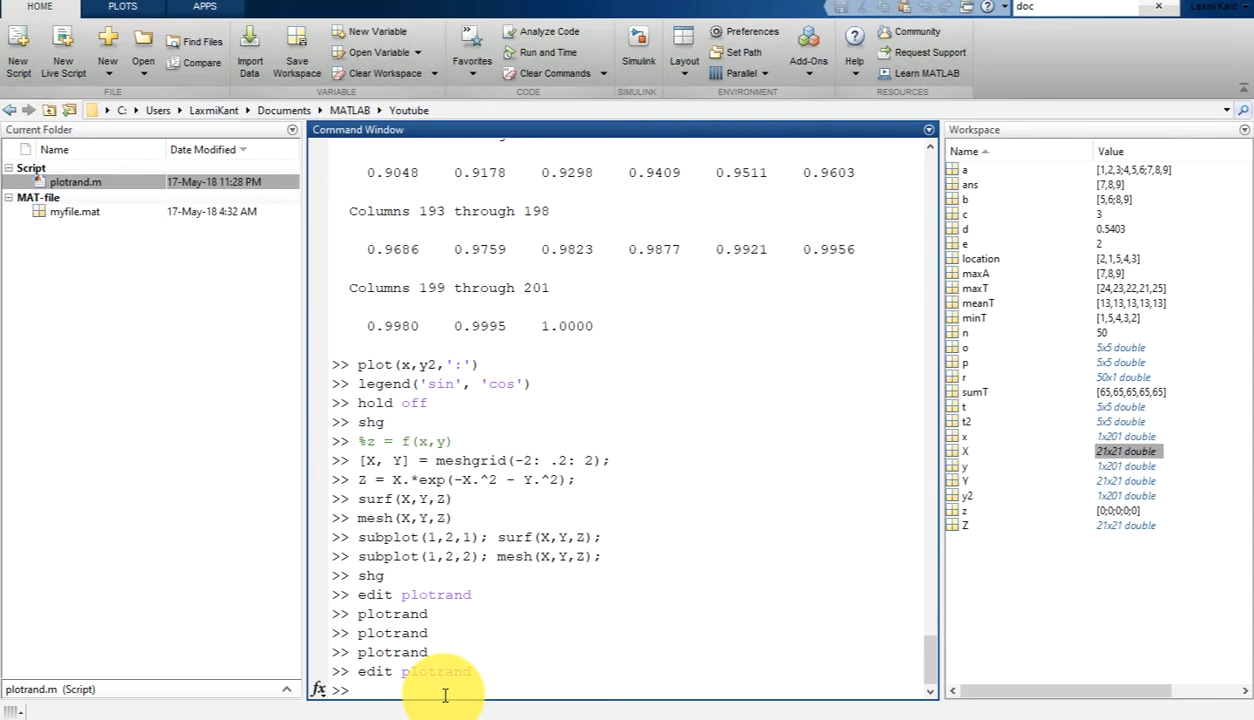 HOME PLOTS APPS doc Laxmi Kant
New Script
New Live Script
New
Open
Find Files
Compare
Import Data
Save Workspace
New Variable
Open Variable
Clear Workspace
Favorites
Analyze Code
Run and Time
Clear Commands
Simulink
Layout
Preferences
Set Path
Parallel
Add-Ons
Help
Community
Request Support
Learn MATLAB
FILE VARIABLE CODE SIMULINK ENVIRONMENT RESOURCES
C: Users LaxmiKant Documents MATLAB Youtube
Current Folder
Name Date Modified
Script
plotrand.m 17-May-18 11:28 PM
MAT-file
myfile.mat 17-May-18 4:32 AM
plotrand.m (Script)
Command Window
0.9048 0.9178 0.9298 0.9409 0.9511 0.9603
Columns 193 through 198
0.9686 0.9759 0.9823 0.9877 0.9921 0.9956
Columns 199 through 201
0.9980 0.9995 1.0000
>> plot(x,y2,':')
>> legend('sin', 'cos')
>> hold off
>> shg
>> %z = f(x,y)
>> [X, Y] = meshgrid(-2: .2: 2);
>> Z = X.*exp(-X.^2 - Y.^2);
>> surf(X,Y,Z)
>> mesh(X,Y,Z)
>> subplot(1,2,1); surf(X,Y,Z);
>> subplot(1,2,2); mesh(X,Y,Z);
>> shg
>> edit plotrand
>> plotrand
>> plotrand
>> plotrand
>> edit plotrand
fx >>
Workspace
Name Value
a [1,2,3;4,5,6;7,8,9]
ans [7,8,9]
b [5,6;8,9]
c 3
d 0.5403
e 2
location [2,1,5,4,3]
maxA [7,8,9]
maxT [24,23,22,21,25]
meanT [13,13,13,13,13]
minT [1,5,4,3,2]
n 50
o 5x5 double
p 5x5 double
r 50x1 double
sumT [65,65,65,65,65]
t 5x5 double
t2 5x5 double
x 1x201 double
X 21x21 double
y 1x201 double
Y 21x21 double
y2 1x201 double
z [0;0;0;0;0]
Z 21x21 double